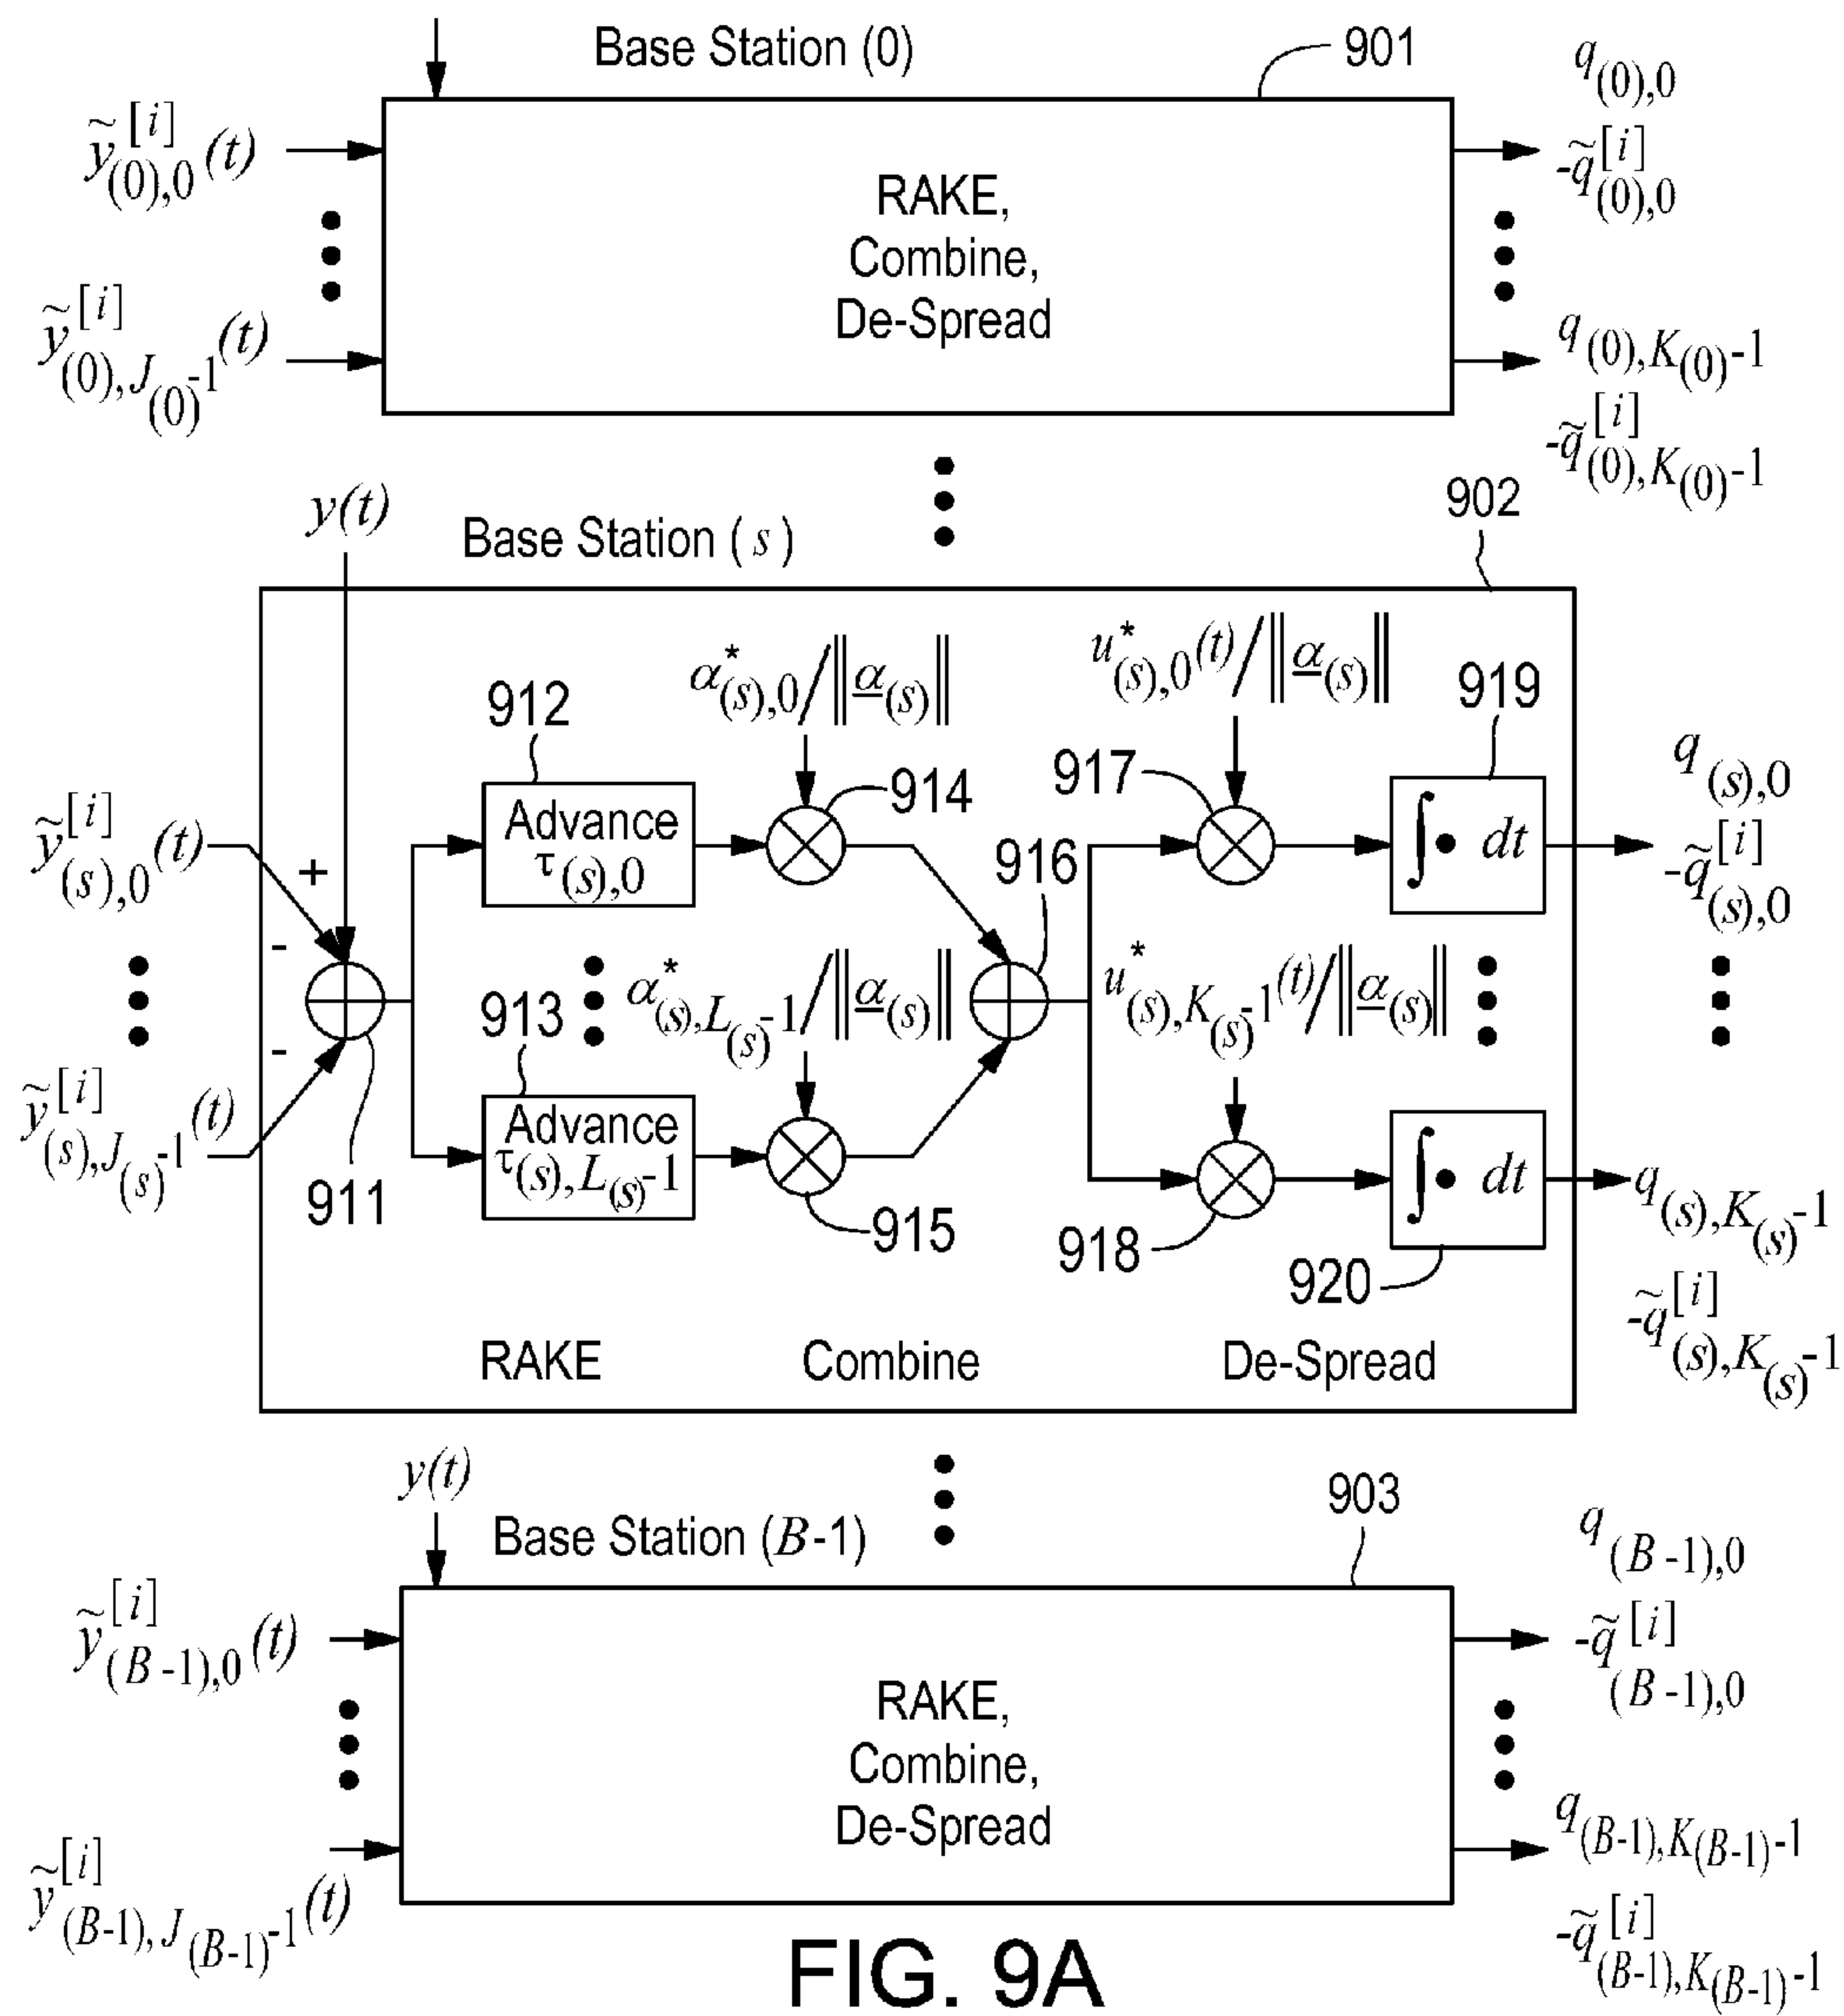 Base Station (0)
901
ỹ[i](0),0(t)
ỹ[i](0),J(0)-1(t)
RAKE,
Combine,
De-Spread
q(0),0
-q̃[i](0),0
q(0),K(0)-1
-q̃[i](0),K(0)-1
y(t)
Base Station (s)
902
ỹ[i](s),0(t)
ỹ[i](s),J(s)-1(t)
+
-
-
911
912
Advance
τ(s),0
913
Advance
τ(s),L(s)-1
α*(s),0/||α(s)||
914
α*(s),L(s)-1/||α(s)||
915
916
u*(s),0(t)/||α(s)||
917
u*(s),K(s)-1(t)/||α(s)||
918
919
∫• dt
∫• dt
920
q(s),0
-q̃[i](s),0
q(s),K(s)-1
-q̃[i](s),K(s)-1
RAKE
Combine
De-Spread
y(t)
Base Station (B-1)
903
ỹ[i](B-1),0(t)
ỹ[i](B-1),J(B-1)-1(t)
RAKE,
Combine,
De-Spread
q(B-1),0
-q̃[i](B-1),0
q(B-1),K(B-1)-1
-q̃[i](B-1),K(B-1)-1
FIG. 9A